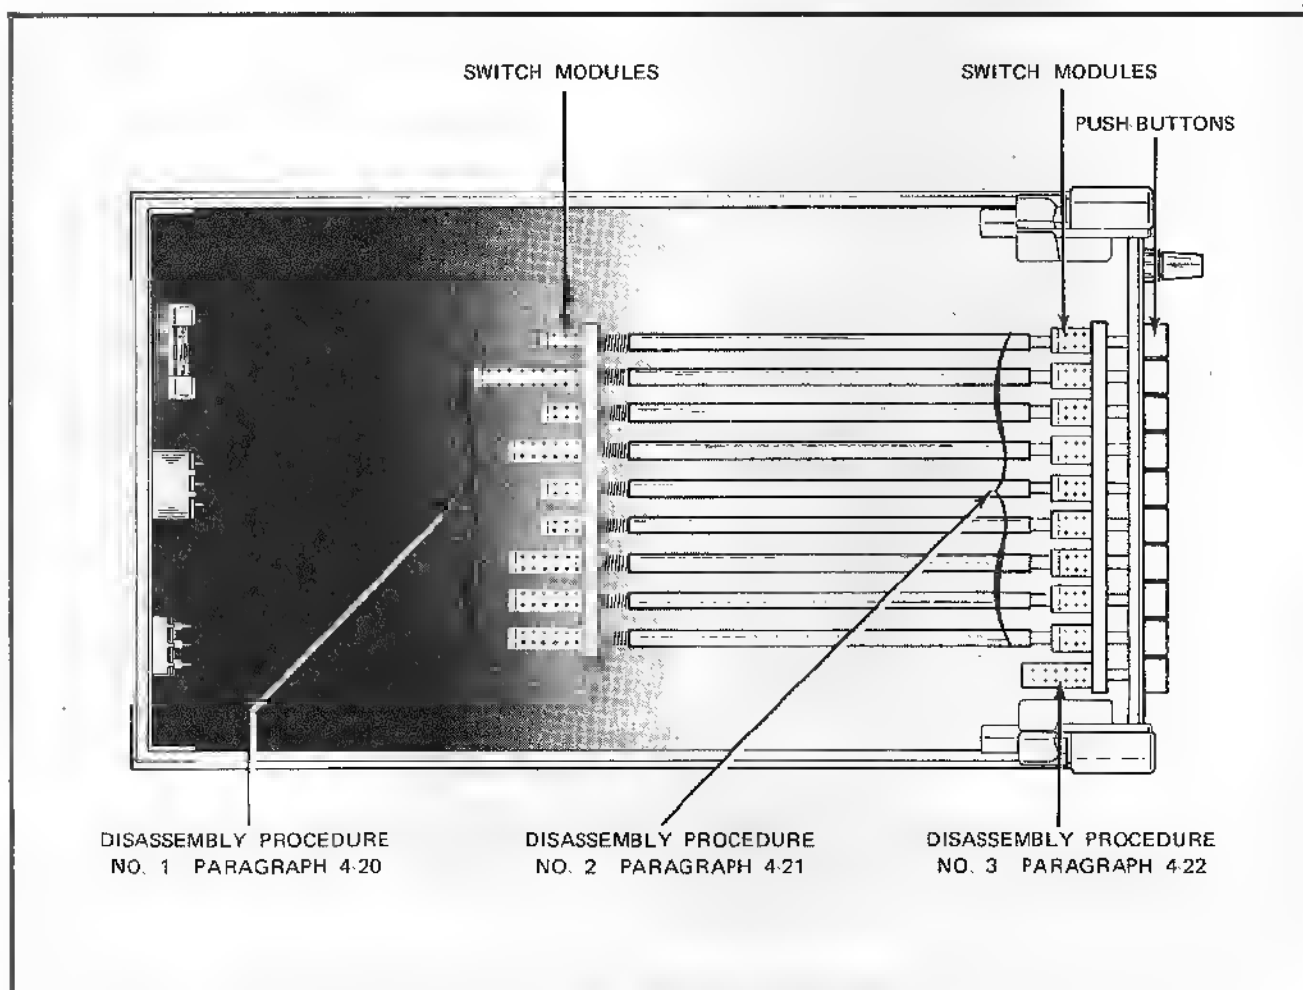 SWITCH MODULES
SWITCH MODULES
PUSH-BUTTONS
DISASSEMBLY PROCEDURE
NO. 1 PARAGRAPH 4-20
DISASSEMBLY PROCEDURE
NO. 2 PARAGRAPH 4-21
DISASSEMBLY PROCEDURE
NO. 3 PARAGRAPH 4-22